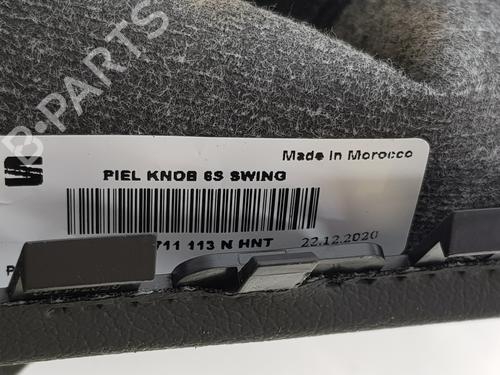 B-PARTS
Made in Morocco
PIEL KNOB 6S SWING
711 113 N HNT 22.12.2020
P